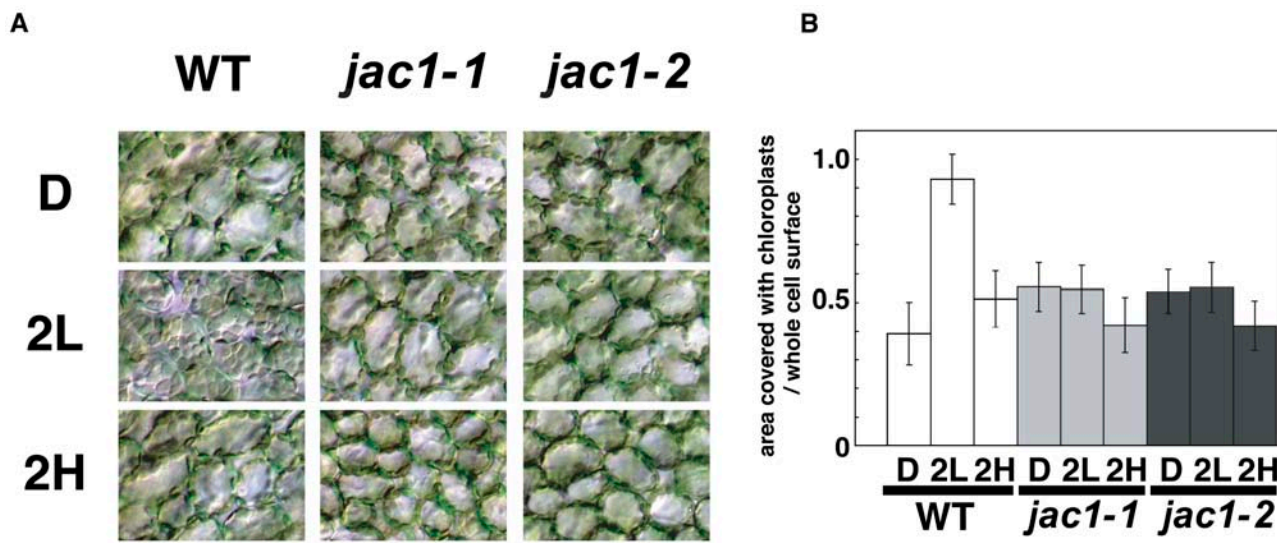 A
WT jac1-1 jac1-2
D
2L
2H
B
area covered with chloroplasts
/ whole cell surface
1.0
0.5
0
D 2L 2H D 2L 2H D 2L 2H
WT jac1-1 jac1-2